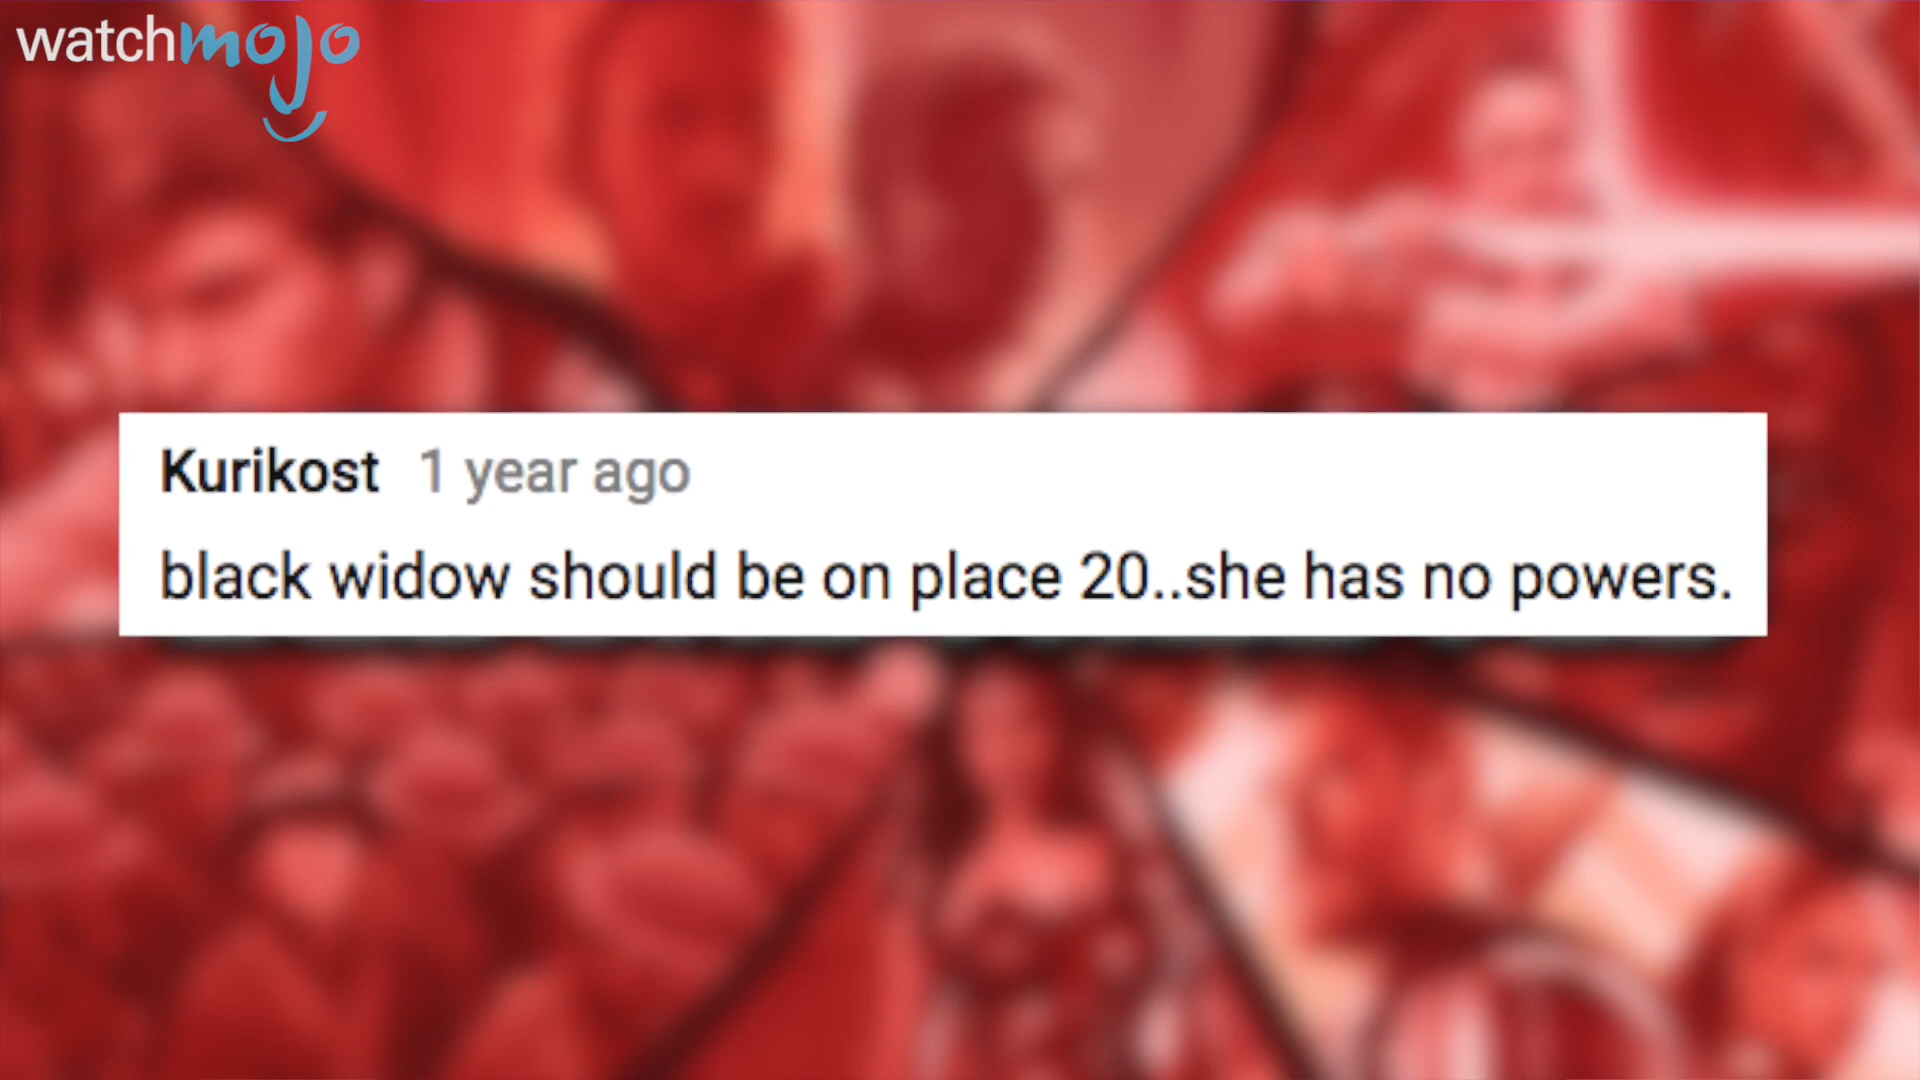 watchmojo
Kurikost 1 year ago
black widow should be on place 20..she has no powers.